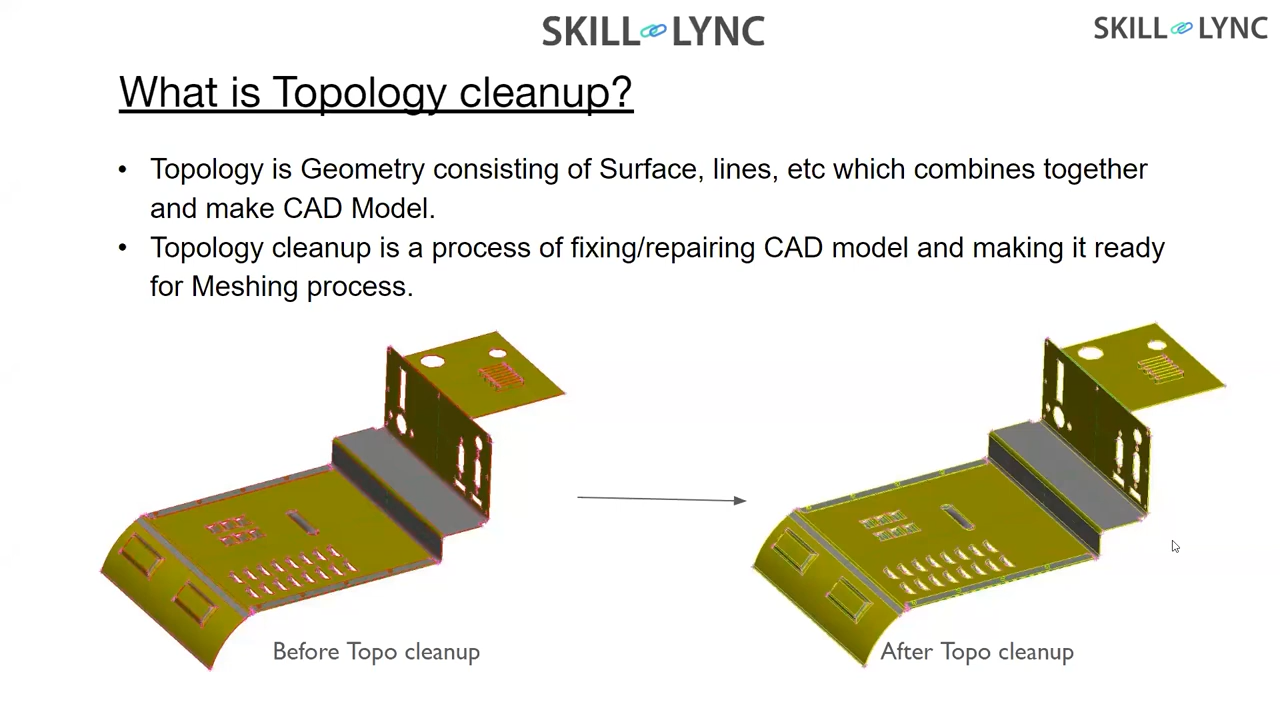 SKILL LYNC
SKILL LYNC
What is Topology cleanup?
• Topology is Geometry consisting of Surface, lines, etc which combines together
and make CAD Model.
• Topology cleanup is a process of fixing/repairing CAD model and making it ready
for Meshing process.
Before Topo cleanup
After Topo cleanup